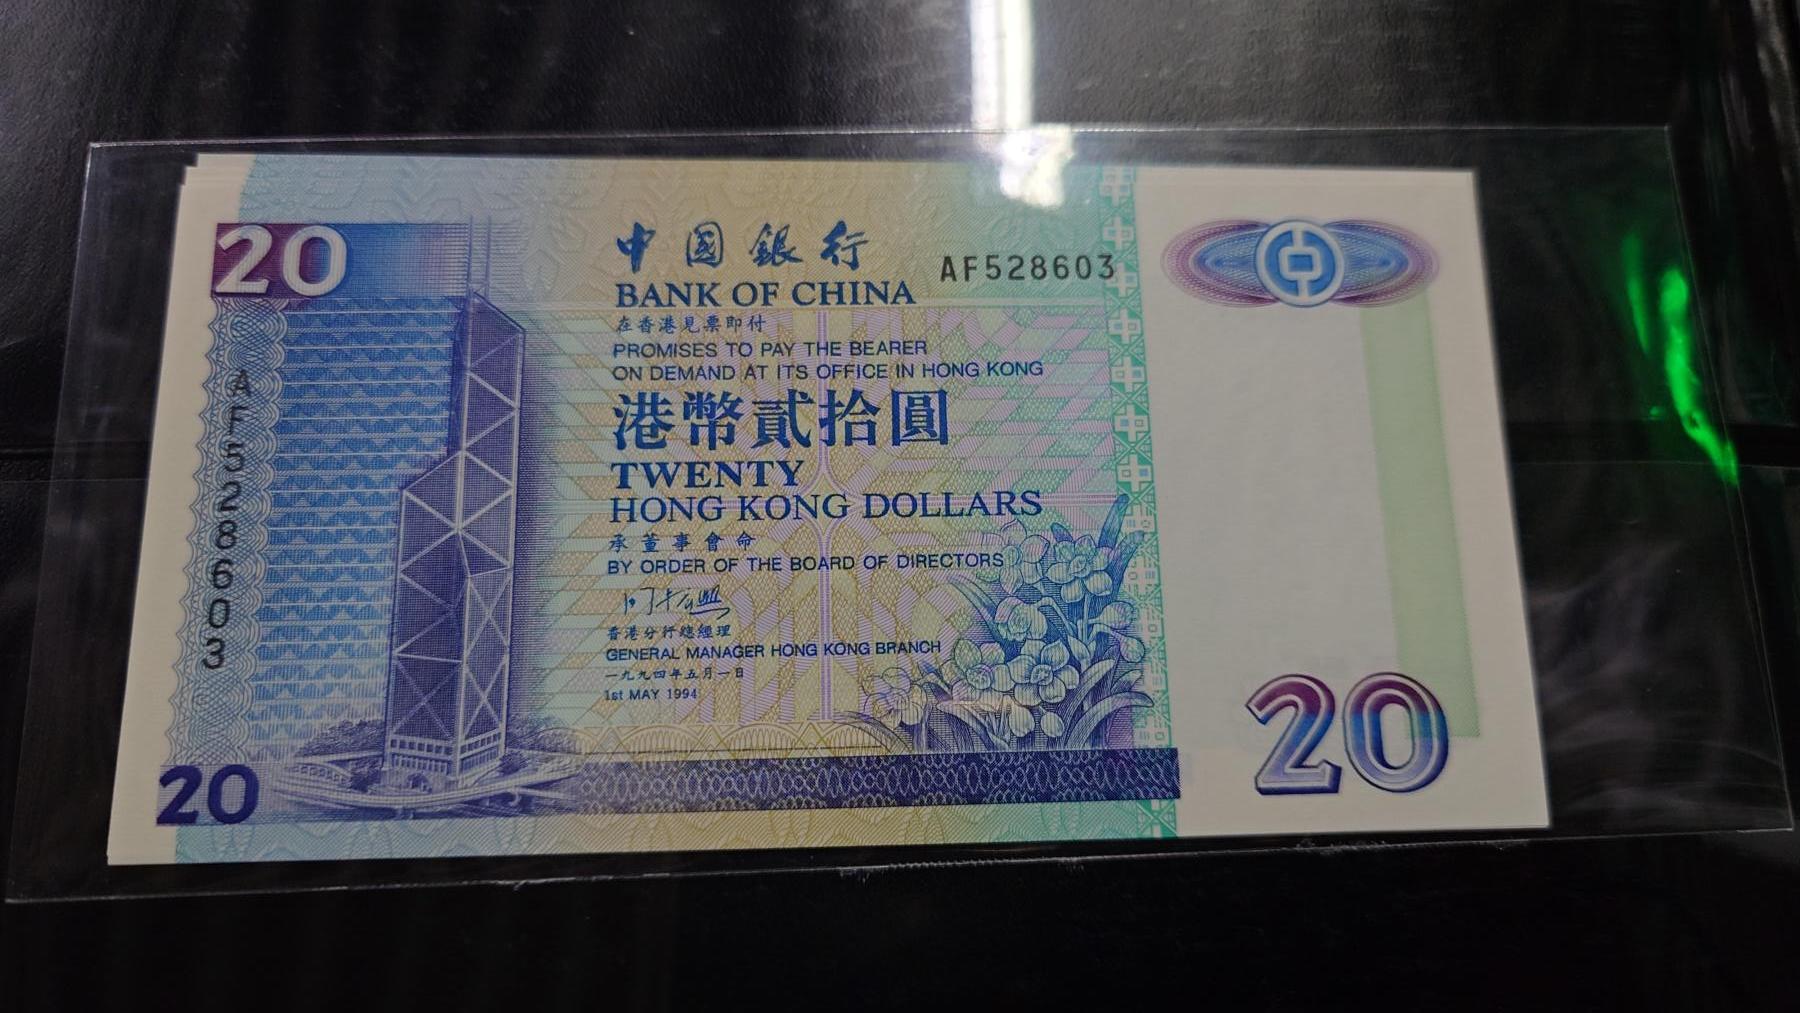 20
中國銀行
BANK OF CHINA
AF528603
在香港見票即付
PROMISES TO PAY THE BEARER
ON DEMAND AT ITS OFFICE IN HONG KONG
港幣貳拾圓
TWENTY
HONG KONG DOLLARS
承董事會命
BY ORDER OF THE BOARD OF DIRECTORS
香港分行總經理
GENERAL MANAGER HONG KONG BRANCH
一九九四年五月一日
1st MAY 1994
AF528603
20
20